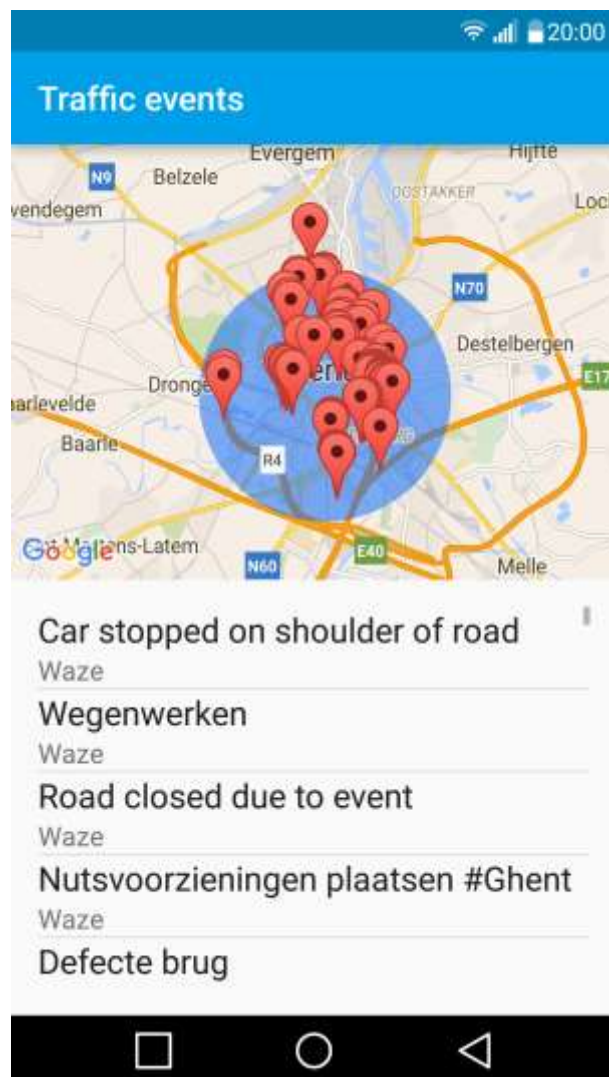 20:00
Traffic events
Evergem
Hijfte
N9
Belzele
OOSTAKKER
vendegem
Loc
N70
Destelbergen
Drong
E17
arlevelde
Baarle
R4
Google
ns-Latem
E40
N60
Melle
Car stopped on shoulder of road
Waze
Wegenwerken
Waze
Road closed due to event
Waze
Nutsvoorzieningen plaatsen #Ghent
Waze
Defecte brug